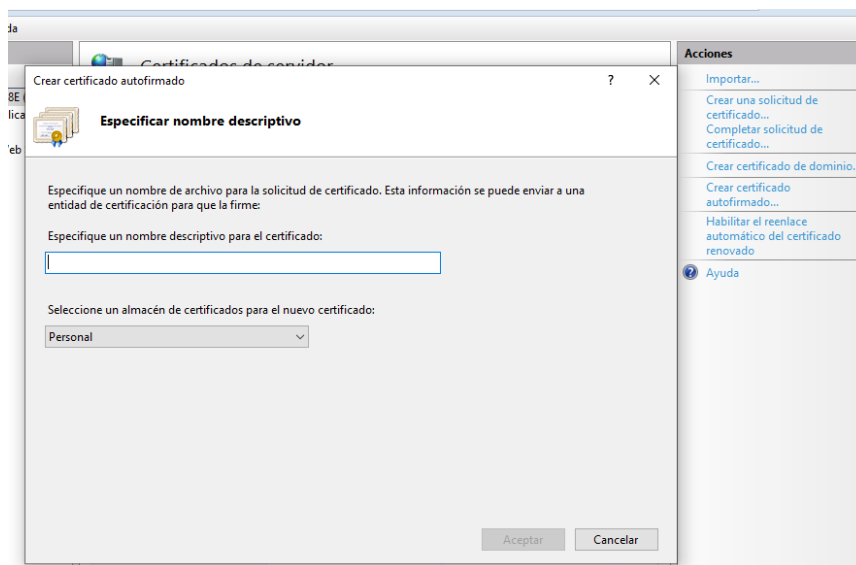 da
Certificados de servidor
Crear certificado autofirmado
?
Especificar nombre descriptivo
Especifique un nombre de archivo para la solicitud de certificado. Esta información se puede enviar a una
entidad de certificación para que la firme:
Especifique un nombre descriptivo para el certificado:
Seleccione un almacén de certificados para el nuevo certificado:
Personal
Aceptar
Cancelar
8E (
lica
eb
Acciones
Importar...
Crear una solicitud de
certificado...
Completar solicitud de
certificado...
Crear certificado de dominio.
Crear certificado
autofirmado...
Habilitar el reenlace
automático del certificado
renovado
Ayuda